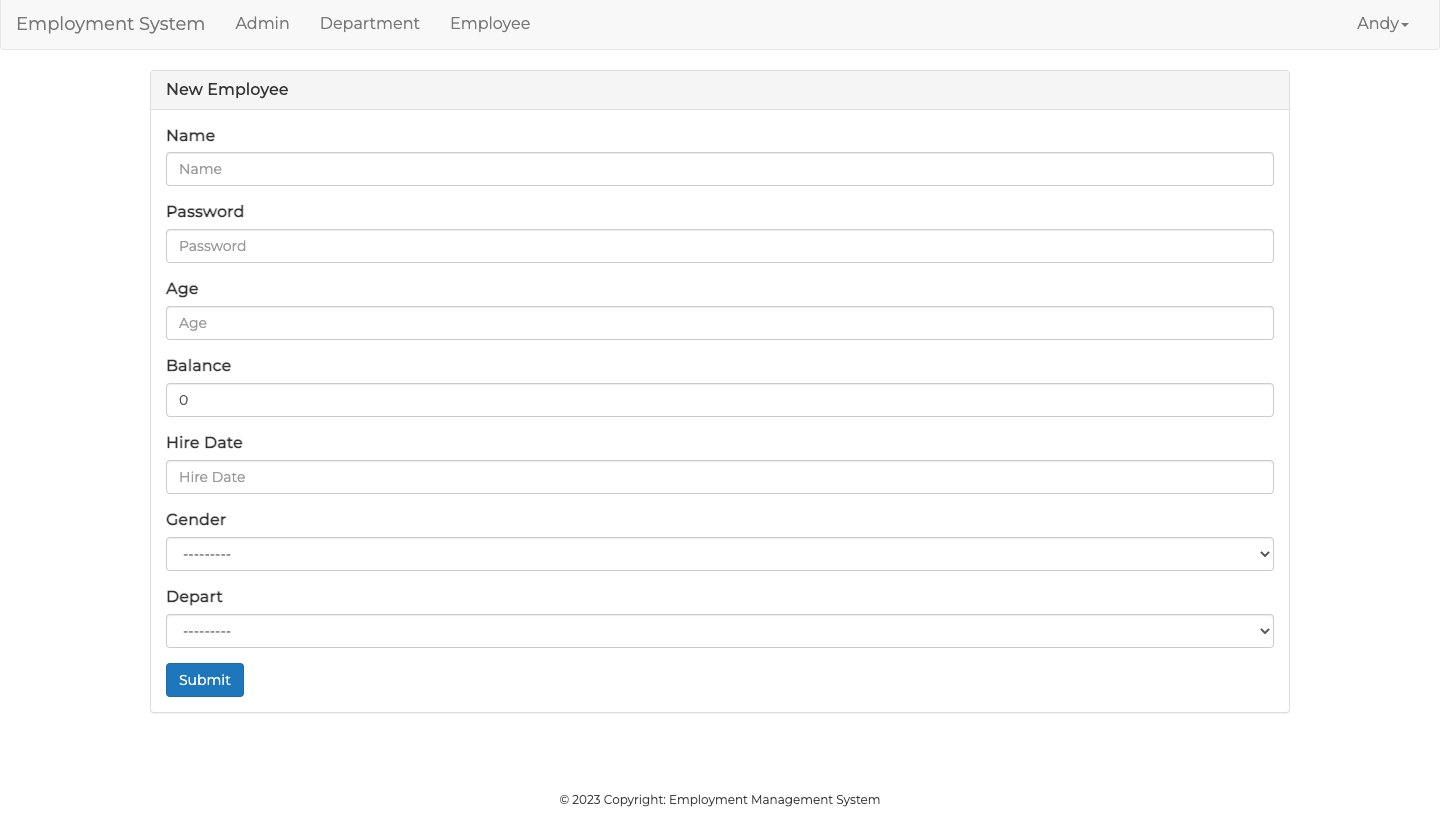 Employment System Admin Department Employee Andy
New Employee
Name
Name
Password
Password
Age
Age
Balance
0
Hire Date
Hire Date
Gender
---------
Depart
---------
Submit
© 2023 Copyright: Employment Management System